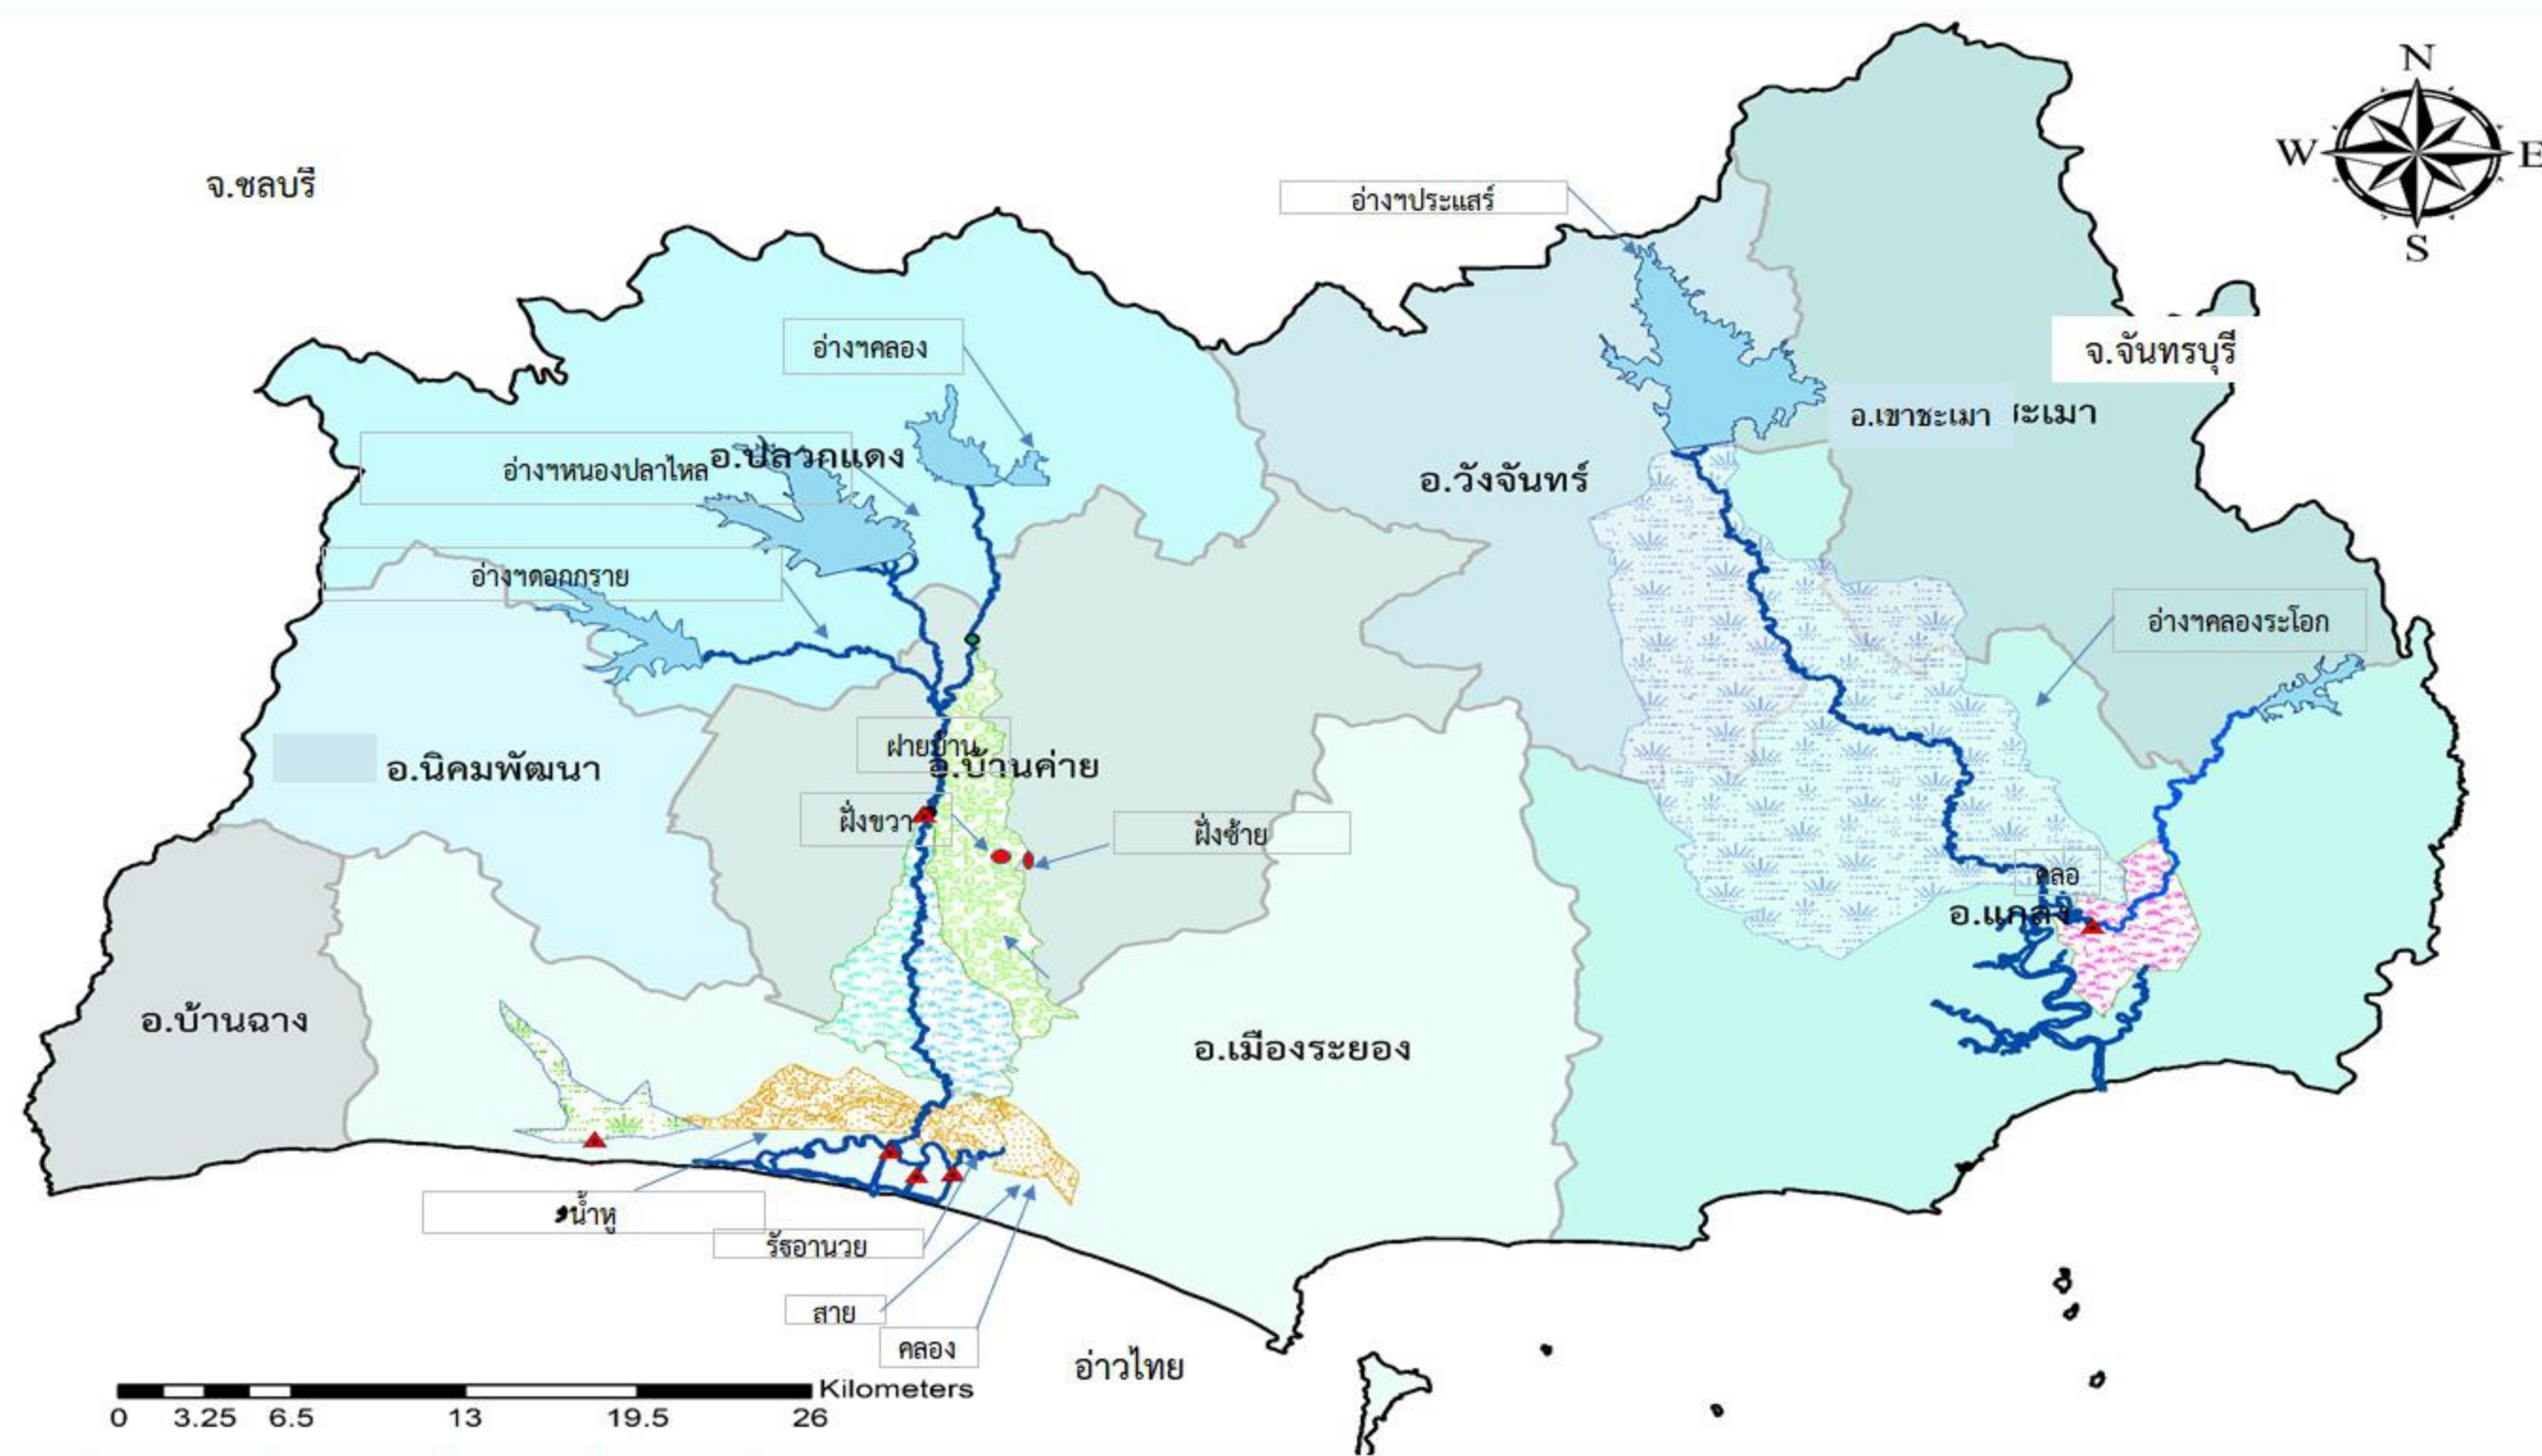 N
W
E
S
จ.ชลบุรี
อ่างฯประแสร์
อ่างฯคลอง
จ.จันทรบุรี
อ.เขาชะเมา
ชะเมา
อ่างฯหนองปลาไหล
อ.ปลวกแดง
อ.วังจันทร์
อ่างฯดอกกราย
อ่างฯคลองระโอก
ฝายบ้าน
อ.บ้านค่าย
อ.นิคมพัฒนา
ฝั่งขวา
ฝั่งซ้าย
คลอ
อ.แกลง
อ.บ้านฉาง
อ.เมืองระยอง
น้ำหู
รัฐอานวย
สาย
คลอง
อ่าวไทย
Kilometers
0 3.25 6.5 13 19.5 26